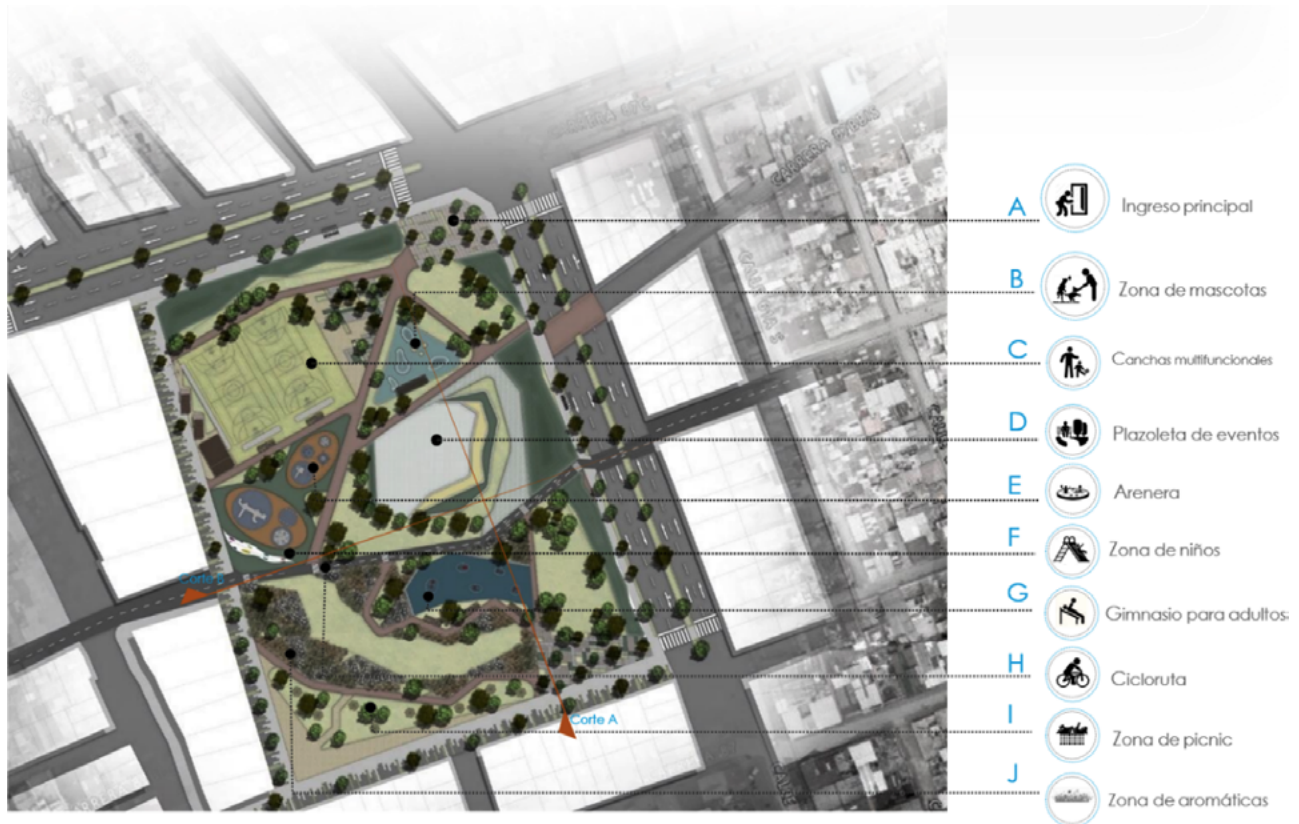 A Ingreso principal
B Zona de mascotas
C Canchas multifuncionales
D Plazoleta de eventos
E Arenera
F Zona de niños
G Gimnasio para adultos
H Cicloruta
I Zona de picnic
J Zona de aromáticas
CARRERA
Corte B
Corte A